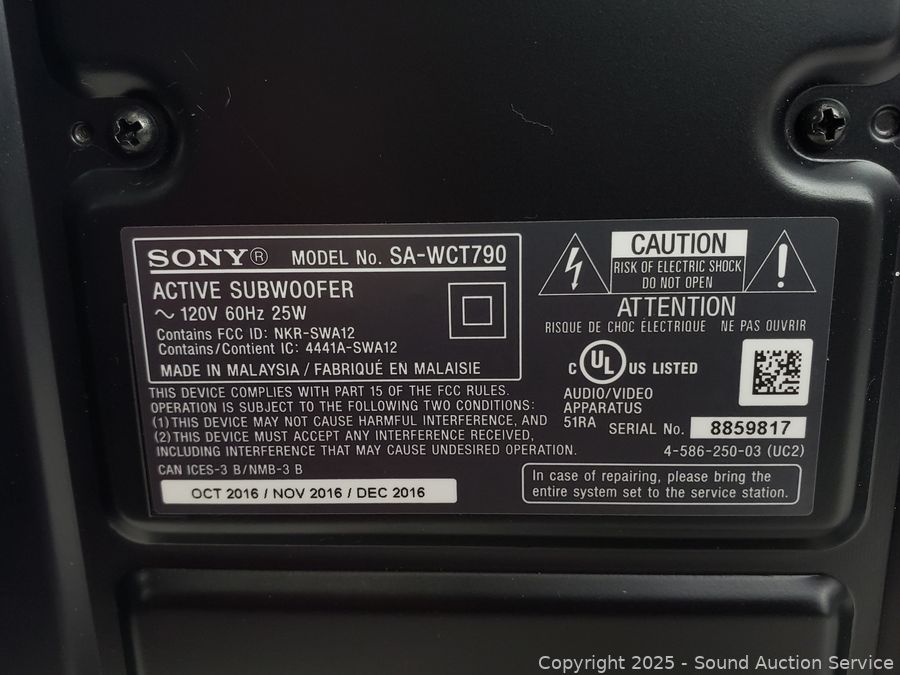 SONY® MODEL No. SA-WCT790
ACTIVE SUBWOOFER
~ 120V 60Hz 25W
Contains FCC ID: NKR-SWA12
Contains/Contient IC: 4441A-SWA12
MADE IN MALAYSIA / FABRIQUÉ EN MALAISIE
THIS DEVICE COMPLIES WITH PART 15 OF THE FCC RULES.
OPERATION IS SUBJECT TO THE FOLLOWING TWO CONDITIONS:
(1) THIS DEVICE MAY NOT CAUSE HARMFUL INTERFERENCE, AND
(2) THIS DEVICE MUST ACCEPT ANY INTERFERENCE RECEIVED,
INCLUDING INTERFERENCE THAT MAY CAUSE UNDESIRED OPERATION.
CAN ICES-3 B/NMB-3 B
OCT 2016 / NOV 2016 / DEC 2016
CAUTION
RISK OF ELECTRIC SHOCK
DO NOT OPEN
ATTENTION
RISQUE DE CHOC ÉLECTRIQUE NE PAS OUVRIR
C UL US LISTED
AUDIO/VIDEO
APPARATUS
51RA SERIAL No. 8859817
4-586-250-03 (UC2)
In case of repairing, please bring the
entire system set to the service station.
Copyright © 2025 - Sound Auction Service